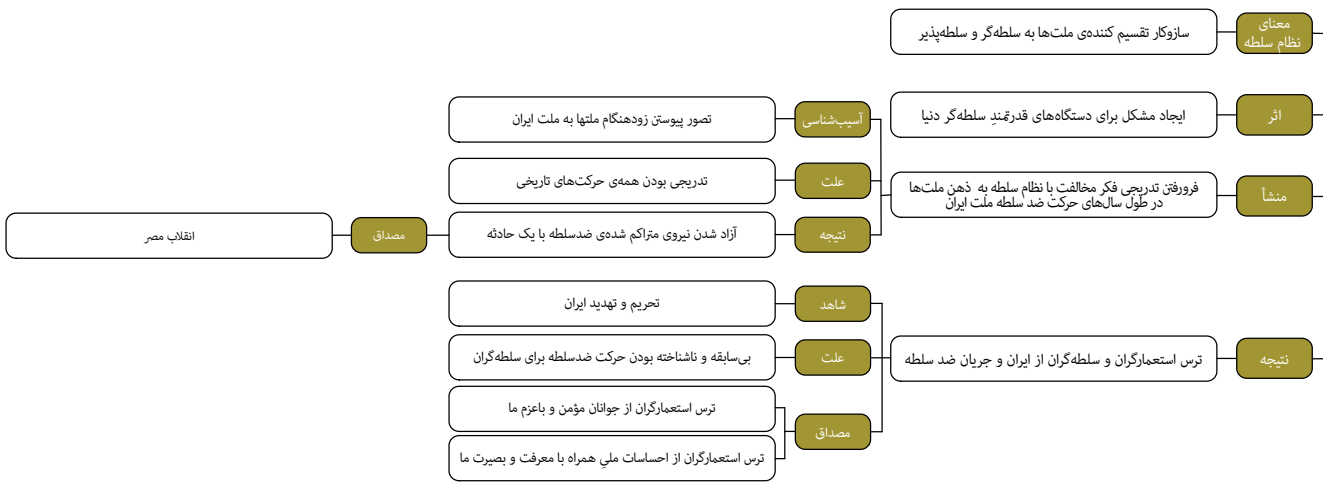 معنای
نظام سلطه
سازوکار تقسیم کننده‌ی ملت‌ها به سلطه‌گر و سلطه‌پذیر
اثر
ایجاد مشکل برای دستگاه‌های قدرتمندِ سلطه‌گر دنیا
منشأ
فرورفتن تدریجی فکر مخالفت با نظام سلطه به ذهن ملت‌ها
در طول سال‌های حرکت ضد سلطه ملت ایران
آسیب‌شناسی
تصور پیوستن زودهنگام ملتها به ملت ایران
علت
تدریجی بودن همه‌ی حرکت‌های تاریخی
نتیجه
آزاد شدن نیروی متراکم شده‌ی ضدسلطه با یک حادثه
مصداق
انقلاب مصر
نتیجه
ترس استعمارگران و سلطه‌گران از ایران و جریان ضد سلطه
شاهد
تحریم و تهدید ایران
علت
بی‌سابقه و ناشناخته بودن حرکت ضدسلطه برای سلطه‌گران
مصداق
ترس استعمارگران از جوانان مؤمن و باعزم ما
ترس استعمارگران از احساسات ملیِ همراه با معرفت و بصیرت ما